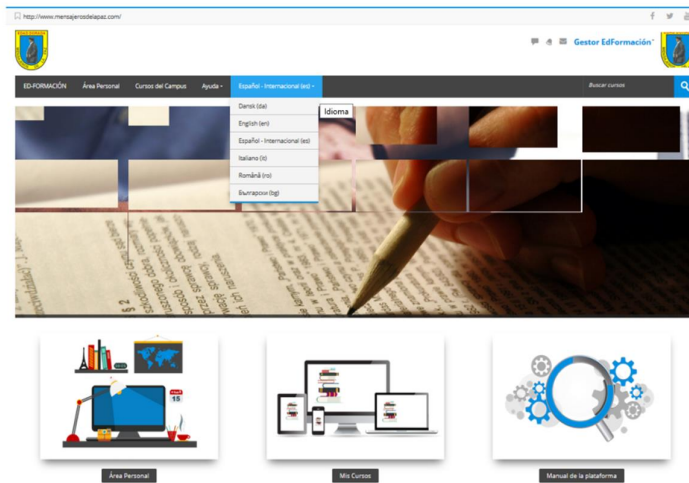 http://www.mensajerosdelapaz.com/
Gestor EdFormación
ED-FORMACIÓN
Área Personal
Cursos del Campus
Ayuda
Español - Internacional (es)
Buscar cursos
Dansk (da)
Idioma
English (en)
Español - Internacional (es)
Italiano (it)
Română (ro)
Български (bg)
§ 2
15
Área Personal
Mis Cursos
Manual de la plataforma